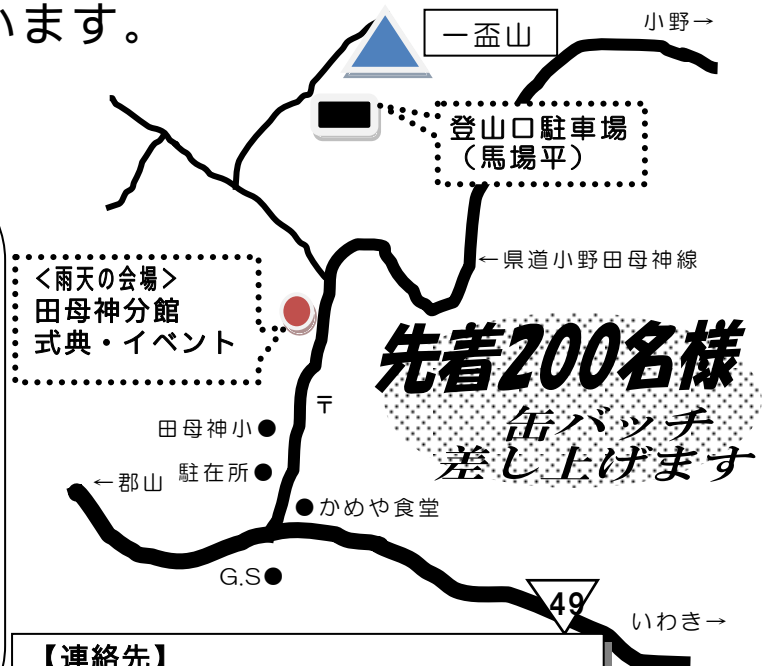 います。
小野→
一盃山
登山口駐車場
（馬場平）
←県道小野田母神線
＜雨天の会場＞
田母神分館
式典・イベント
先着200名様
缶バッチ
差し上げます
〒
田母神小●
駐在所●
←郡山
●かめや食堂
G.S●
49
いわき→
【連絡先】